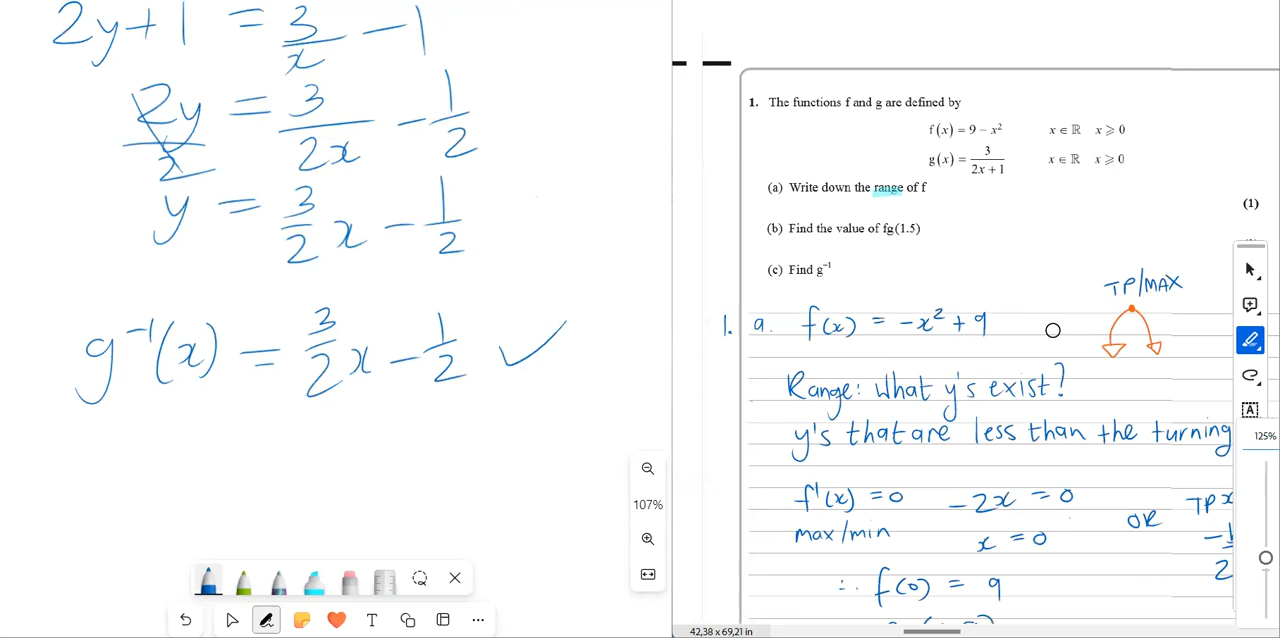 2y + 1 = 3/x - 1
2y/2 = 3/2x - 1/2
y = 3/2 x - 1/2
g⁻¹(x) = 3/2 x - 1/2 ✓
107%
1. The functions f and g are defined by
f(x) = 9 − x² x ∈ ℝ x ⩾ 0
g(x) = 3/(2x + 1) x ∈ ℝ x ⩾ 0
(a) Write down the range of f
(1)
(b) Find the value of fg(1.5)
(c) Find g⁻¹
TP/MAX
1. a. f(x) = -x² + 9
Range: What y's exist?
y's that are less than the turning
f'(x) = 0 -2x = 0 OR TP x
max/min x = 0
∴ f(0) = 9
125%
42,38 x 69,21 in